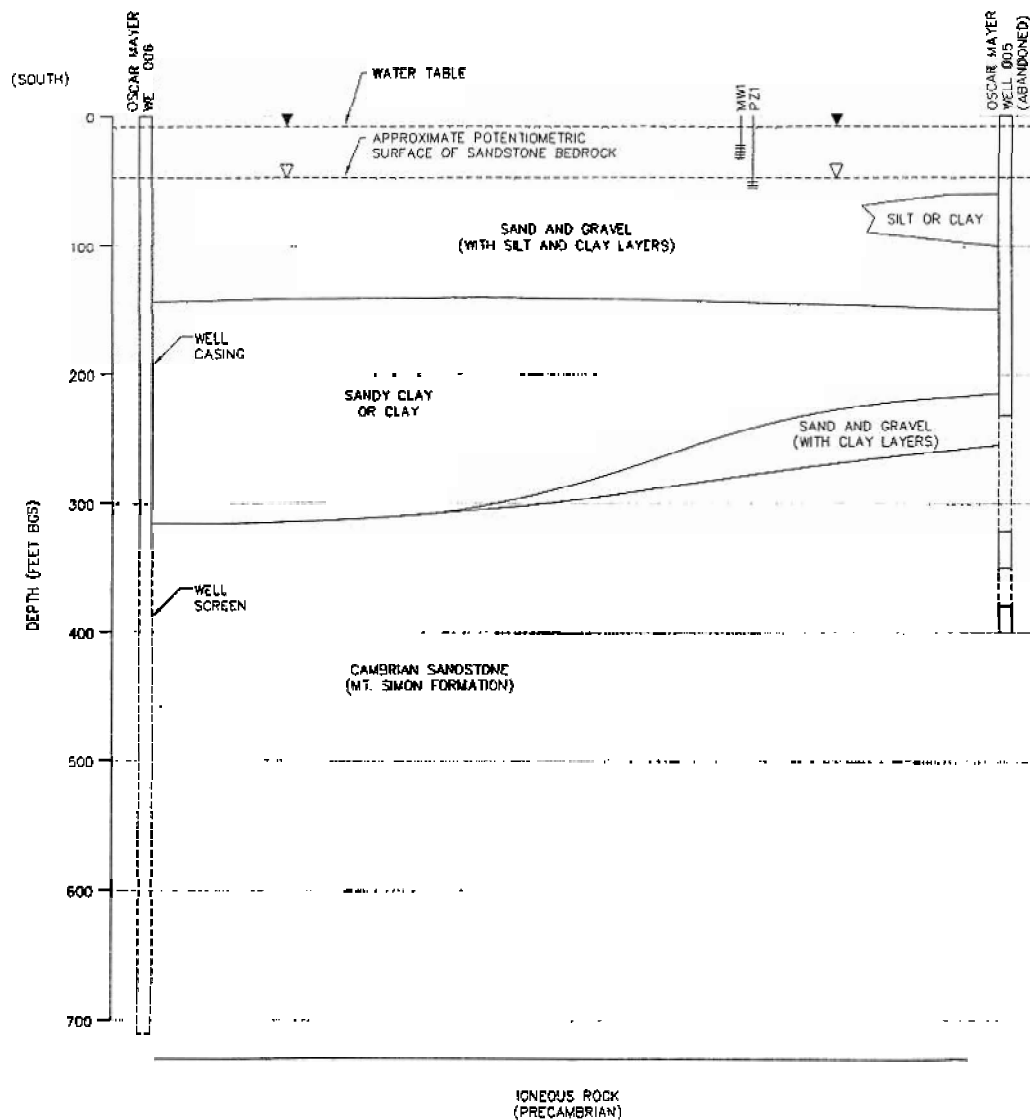 (SOUTH)
OSCAR MAYER
WE 006
WATER TABLE
APPROXIMATE POTENTIOMETRIC
SURFACE OF SANDSTONE BEDROCK
MW1
PZ1
OSCAR MAYER
WELL 005
(ABANDONED)
DEPTH (FEET BGS)
0
100
200
300
400
500
600
700
SAND AND GRAVEL
(WITH SILT AND CLAY LAYERS)
SILT OR CLAY
WELL
CASING
SANDY CLAY
OR CLAY
SAND AND GRAVEL
(WITH CLAY LAYERS)
WELL
SCREEN
CAMBRIAN SANDSTONE
(MT. SIMON FORMATION)
IGNEOUS ROCK
(PRECAMBRIAN)